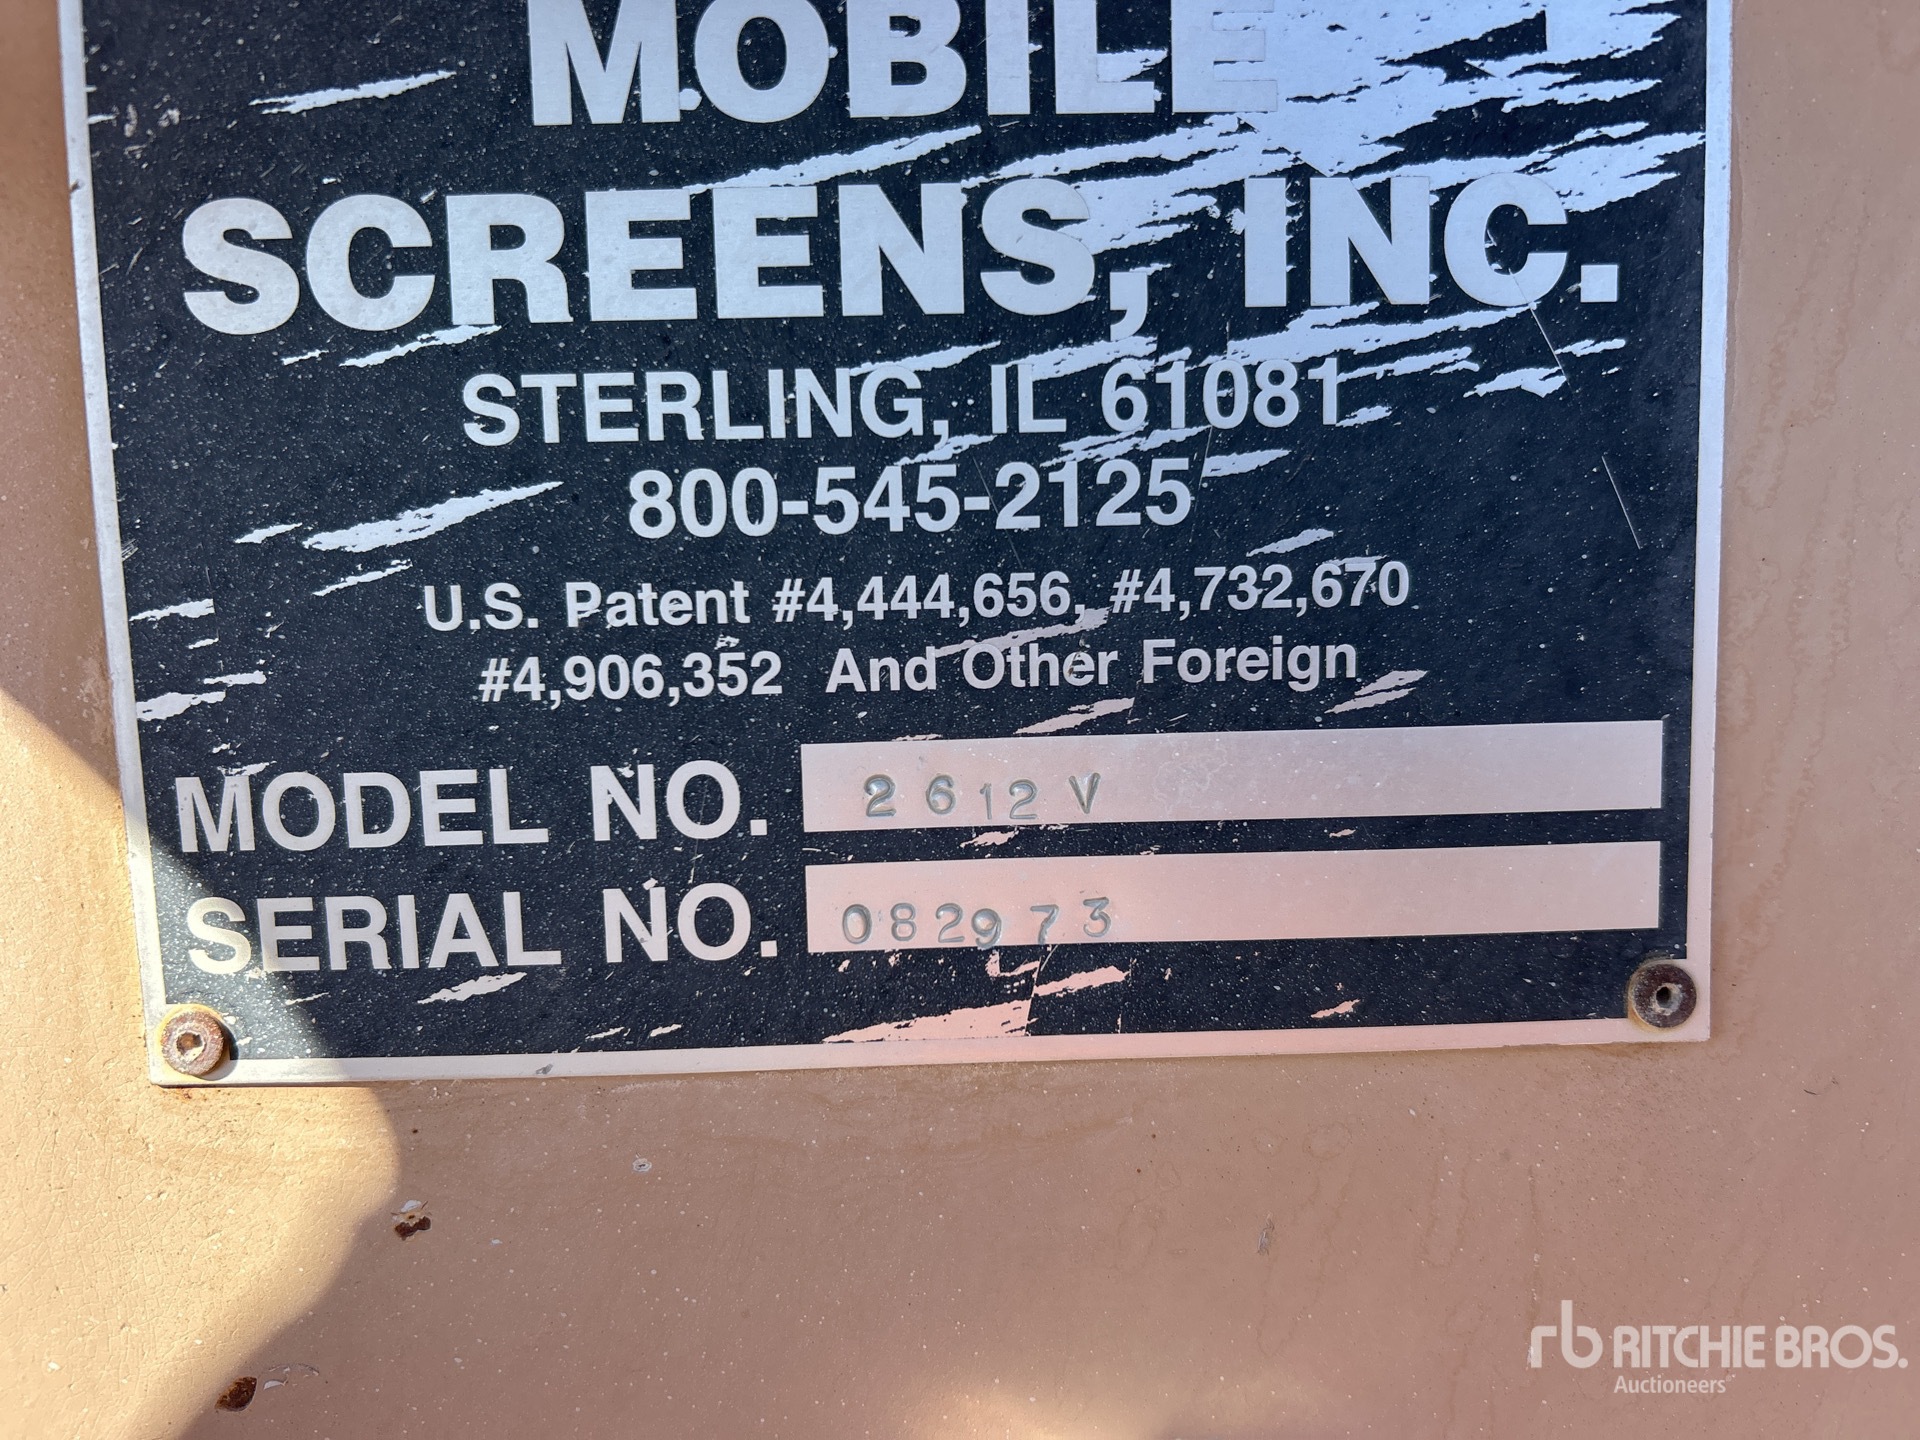 MOBILE
SCREENS, INC.
STERLING, IL 61081
800-545-2125
U.S. Patent #4,444,656, #4,732,670
#4,906,352 And Other Foreign
MODEL NO. 2612V
SERIAL NO. 082973
rb RITCHIE BROS.
Auctioneers